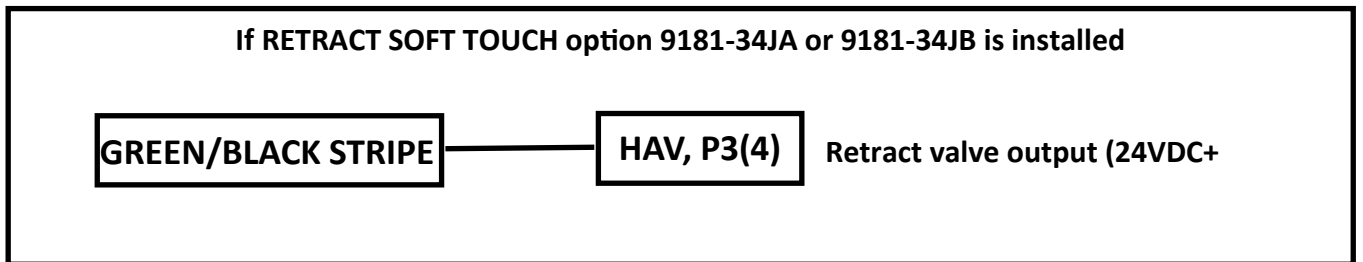 If RETRACT SOFT TOUCH option 9181-34JA or 9181-34JB is installed
GREEN/BLACK STRIPE HAV, P3(4) Retract valve output (24VDC+